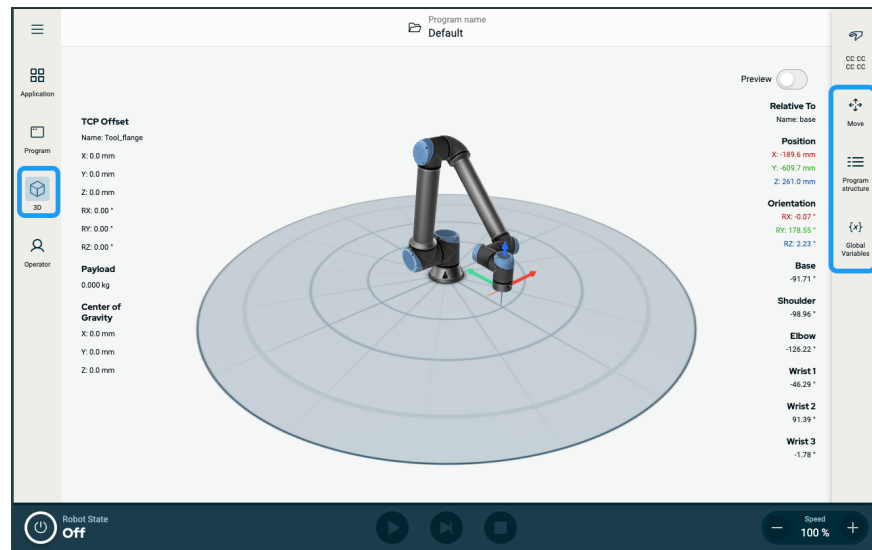 Program name
Default
Application
Program
3D
Operator
TCP Offset
Name: Tool_flange
X: 0.0 mm
Y: 0.0 mm
Z: 0.0 mm
RX: 0.00 °
RY: 0.00 °
RZ: 0.00 °
Payload
0.000 kg
Center of
Gravity
X: 0.0 mm
Y: 0.0 mm
Z: 0.0 mm
Preview
Relative To
Name: base
Position
X: -189.6 mm
Y: -609.7 mm
Z: 261.0 mm
Orientation
RX: -0.07 °
RY: 178.55 °
RZ: 2.23 °
Base
-91.71 °
Shoulder
-98.96 °
Elbow
-126.22 °
Wrist 1
-46.29 °
Wrist 2
91.39 °
Wrist 3
-1.78 °
CC CC
CC CC
Move
Program
structure
{x}
Global
Variables
Robot State
Off
Speed
100 %